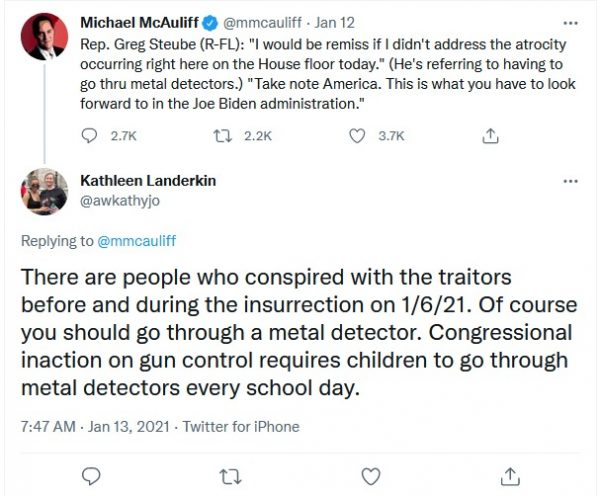 Michael McAuliff @mmcauliff · Jan 12
Rep. Greg Steube (R-FL): "I would be remiss if I didn't address the atrocity
occurring right here on the House floor today." (He's referring to having to
go thru metal detectors.) "Take note America. This is what you have to look
forward to in the Joe Biden administration."
2.7K 2.2K 3.7K
Kathleen Landerkin
@awkathyjo
Replying to @mmcauliff
There are people who conspired with the traitors
before and during the insurrection on 1/6/21. Of course
you should go through a metal detector. Congressional
inaction on gun control requires children to go through
metal detectors every school day.
7:47 AM · Jan 13, 2021 · Twitter for iPhone